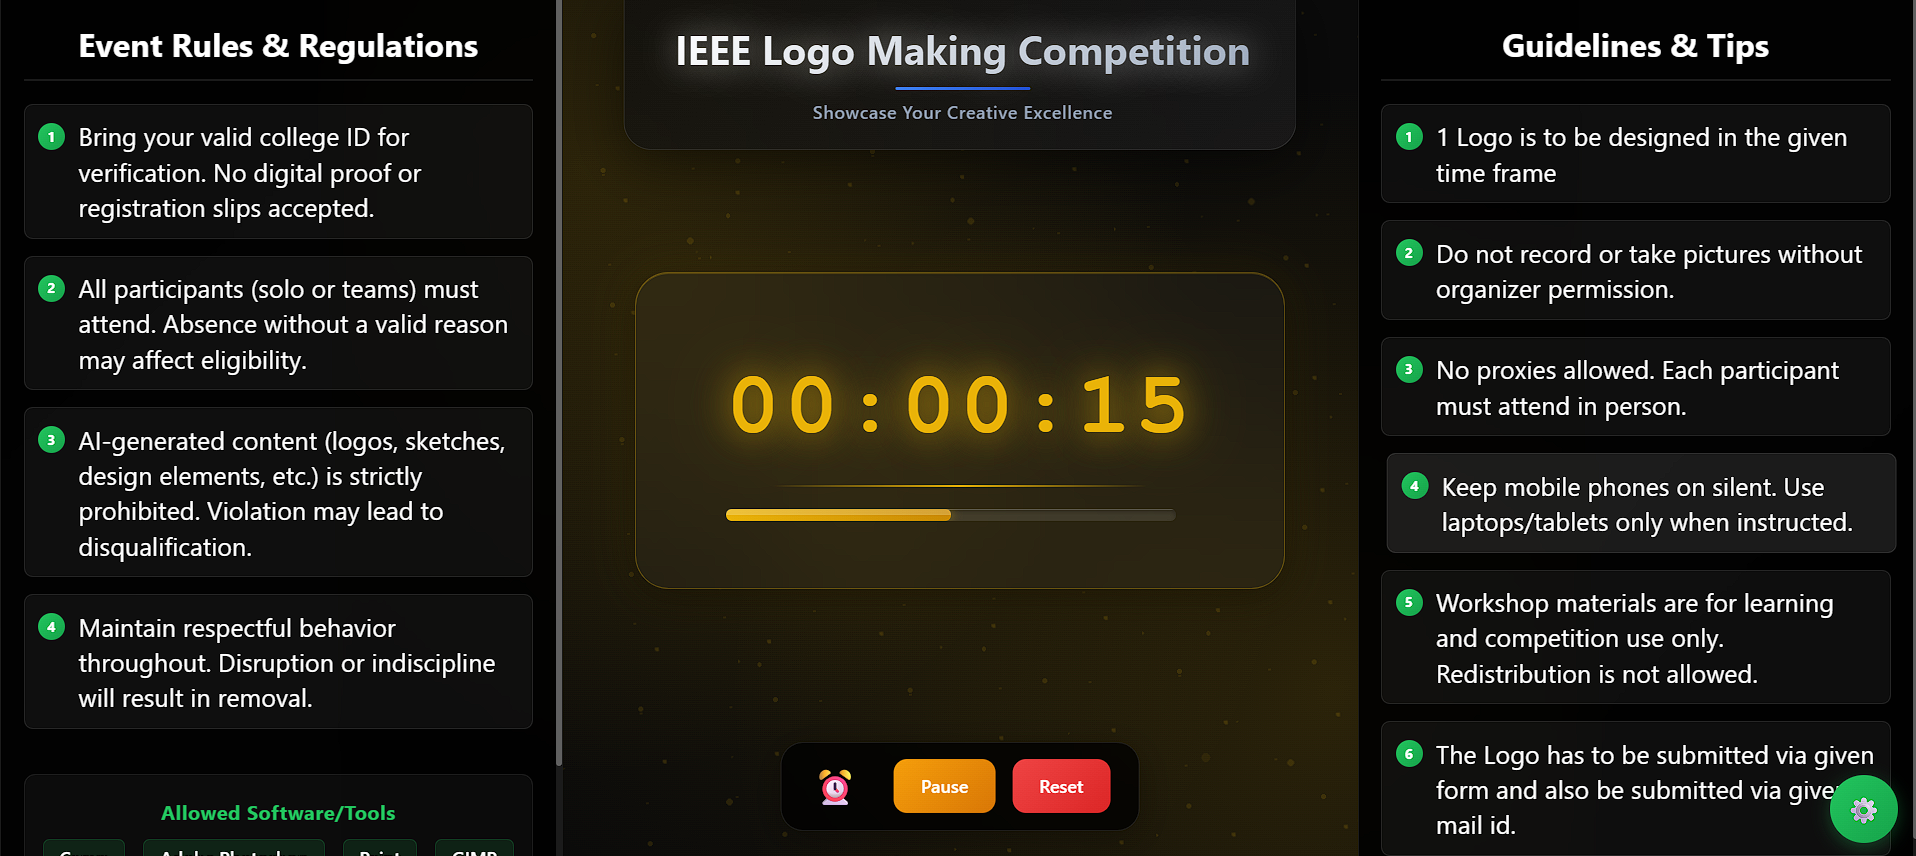 Event Rules & Regulations
1
Bring your valid college ID for
verification. No digital proof or
registration slips accepted.
2
All participants (solo or teams) must
attend. Absence without a valid reason
may affect eligibility.
3
AI-generated content (logos, sketches,
design elements, etc.) is strictly
prohibited. Violation may lead to
disqualification.
4
Maintain respectful behavior
throughout. Disruption or indiscipline
will result in removal.
Allowed Software/Tools
IEEE Logo Making Competition
Showcase Your Creative Excellence
00:00:15
Pause
Reset
Guidelines & Tips
1
1 Logo is to be designed in the given
time frame
2
Do not record or take pictures without
organizer permission.
3
No proxies allowed. Each participant
must attend in person.
4
Keep mobile phones on silent. Use
laptops/tablets only when instructed.
5
Workshop materials are for learning
and competition use only.
Redistribution is not allowed.
6
The Logo has to be submitted via given
form and also be submitted via
mail id.